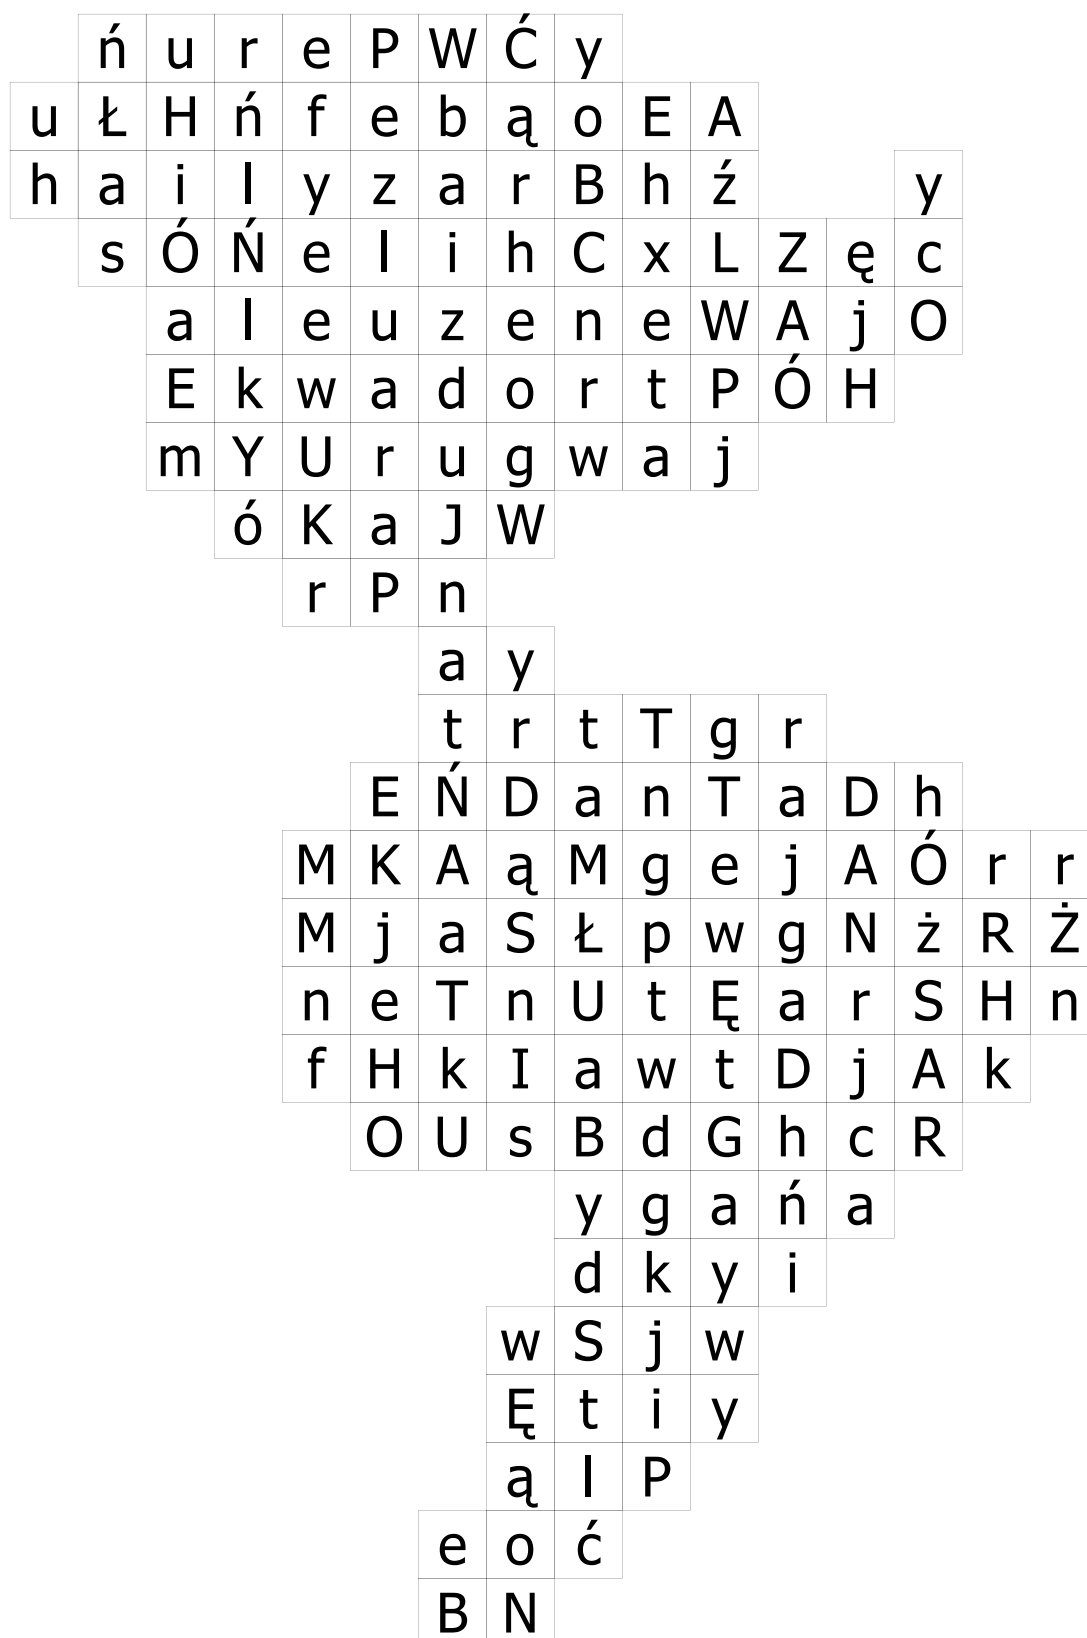 ń u r e P W Ć y
u Ł H ń f e b ą o E A
h a i l y z a r B h ź y
s Ó Ń e l i h C x L Z ę c
a l e u z e n e W A j O
E k w a d o r t P Ó H
m Y U r u g w a j
ó K a J W
r P n
a y
t r t T g r
E Ń D a n T a D h
M K A ą M g e j A Ó r r
M j a S Ł p w g N ż R Ż
n e T n U t Ę a r S H n
f H k I a w t D j A k
O U s B d G h c R
y g a ń a
d k y i
w S j w
Ę t i y
ą l P
e o ć
B N